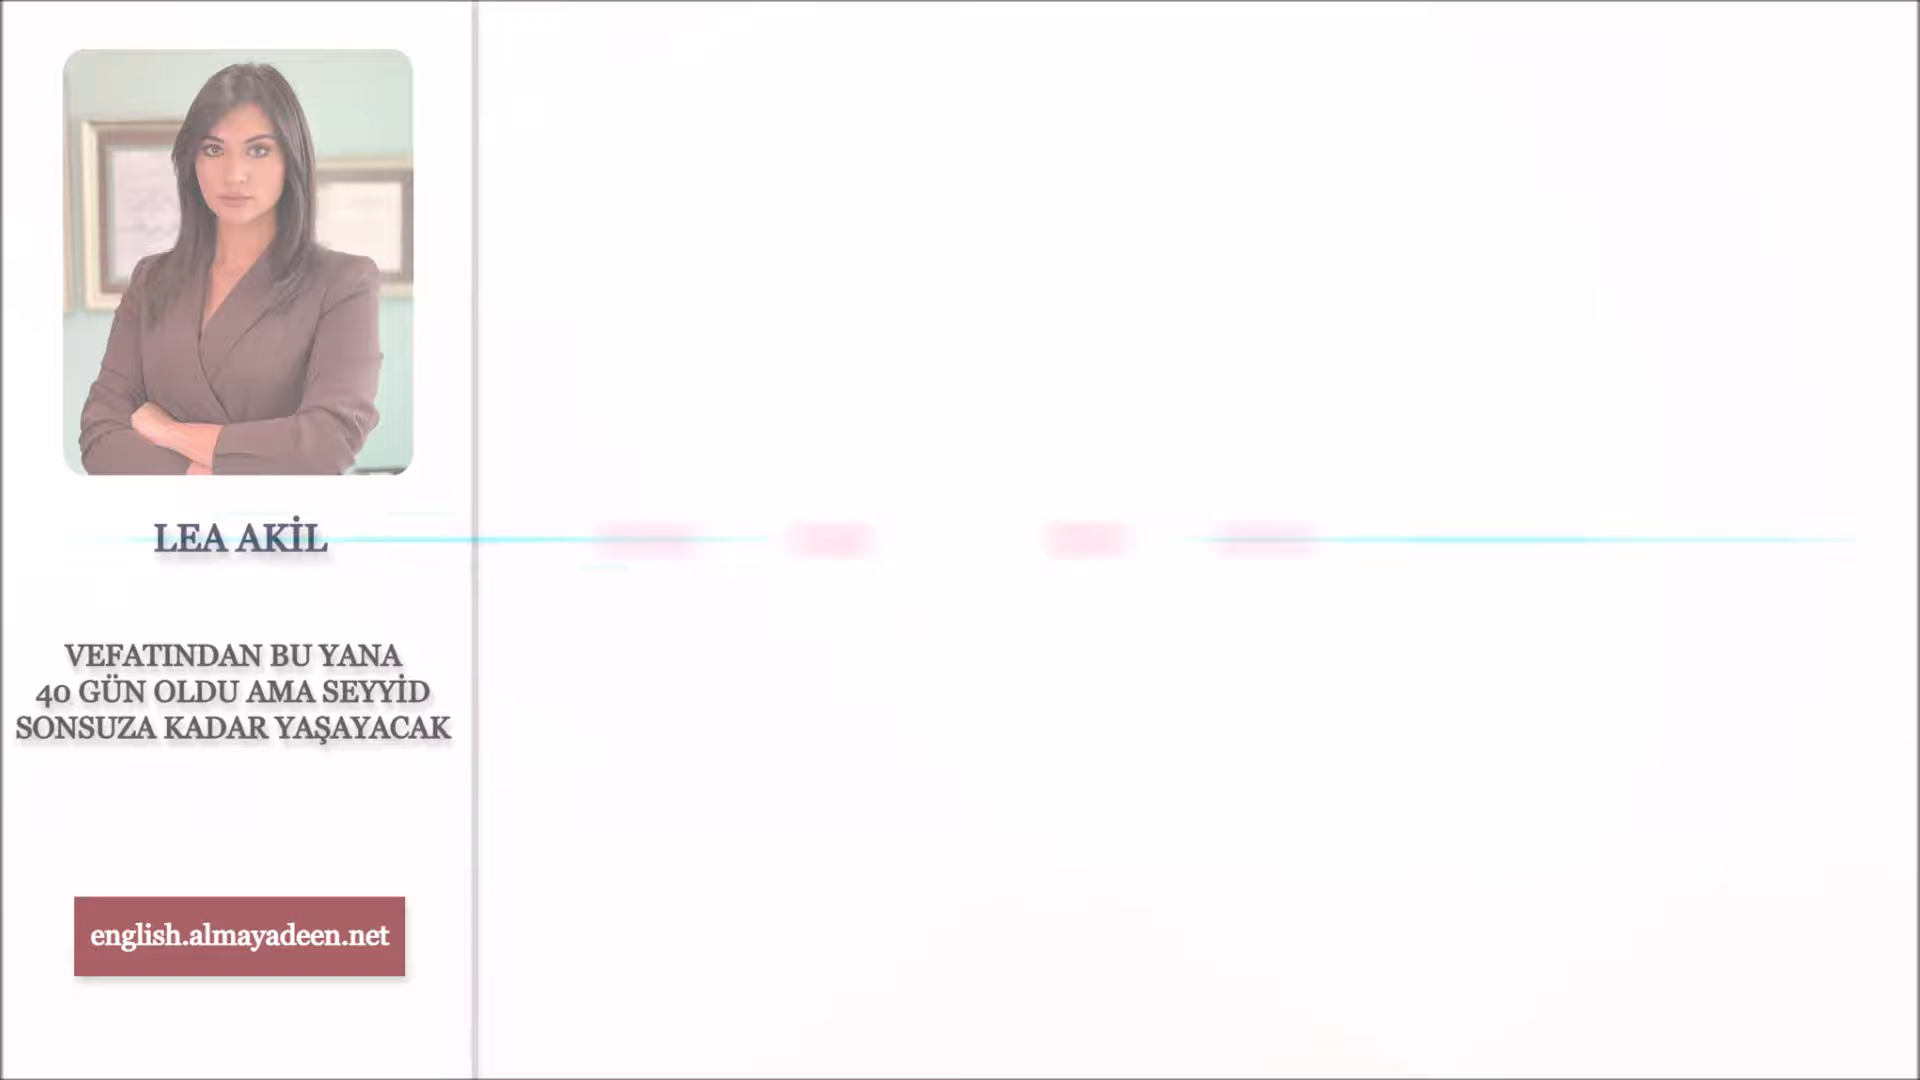 LEA AKİL
VEFATINDAN BU YANA
40 GÜN OLDU AMA SEYYİD
SONSUZA KADAR YAŞAYACAK
english.almayadeen.net